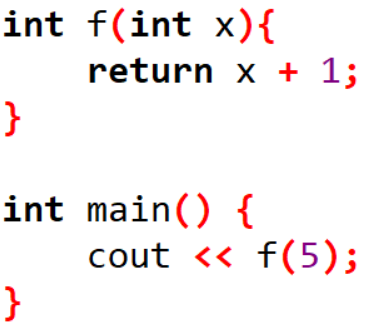 int f(int x){
    return x + 1;
}

int main() {
    cout << f(5);
}